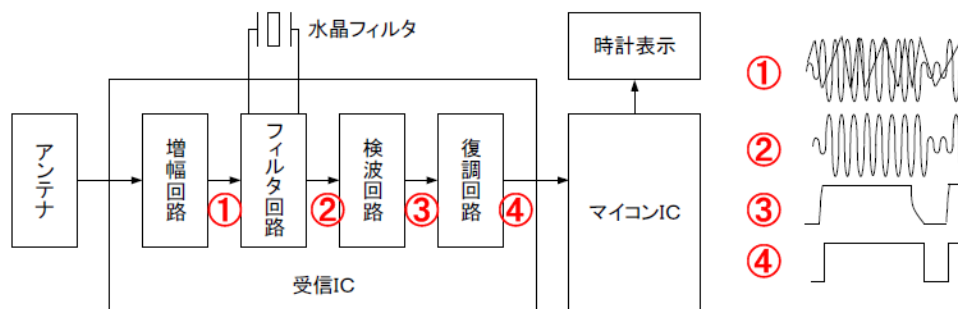 水晶フィルタ
時計表示
アンテナ
増幅回路
フィルタ回路
検波回路
復調回路
マイコンIC
①
②
③
④
受信IC
①
②
③
④